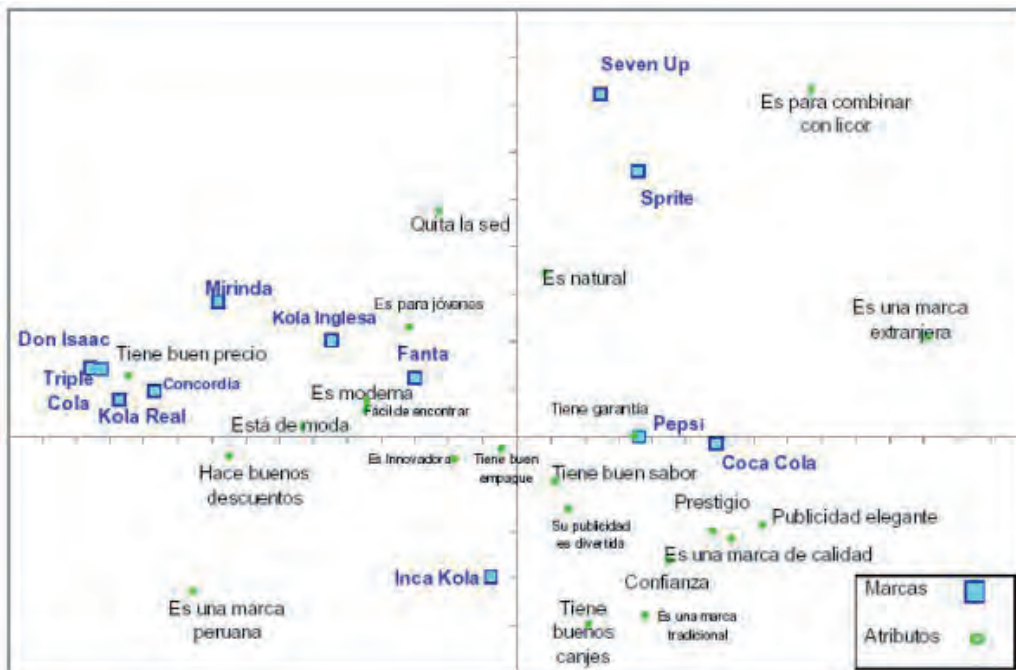 Seven Up
Es para combinar
con licor
Sprite
Quita la sed
Es natural
Mirinda
Es para jóvenes
Kola Inglesa
Es una marca
extranjera
Don Isaac
Tiene buen precio
Fanta
Triple
Cola
Concordia
Es moderna
Kola Real
Fácil de encontrar
Está de moda
Tiene garantía
Pepsi
Es Innovadora
Tiene buen
empaque
Coca Cola
Hace buenos
descuentos
Tiene buen sabor
Prestigio
Publicidad elegante
Su publicidad
es divertida
Es una marca de calidad
Inca Kola
Confianza
Es una marca
peruana
Tiene
buenos
canjes
Es una marca
tradicional
Marcas
Atributos